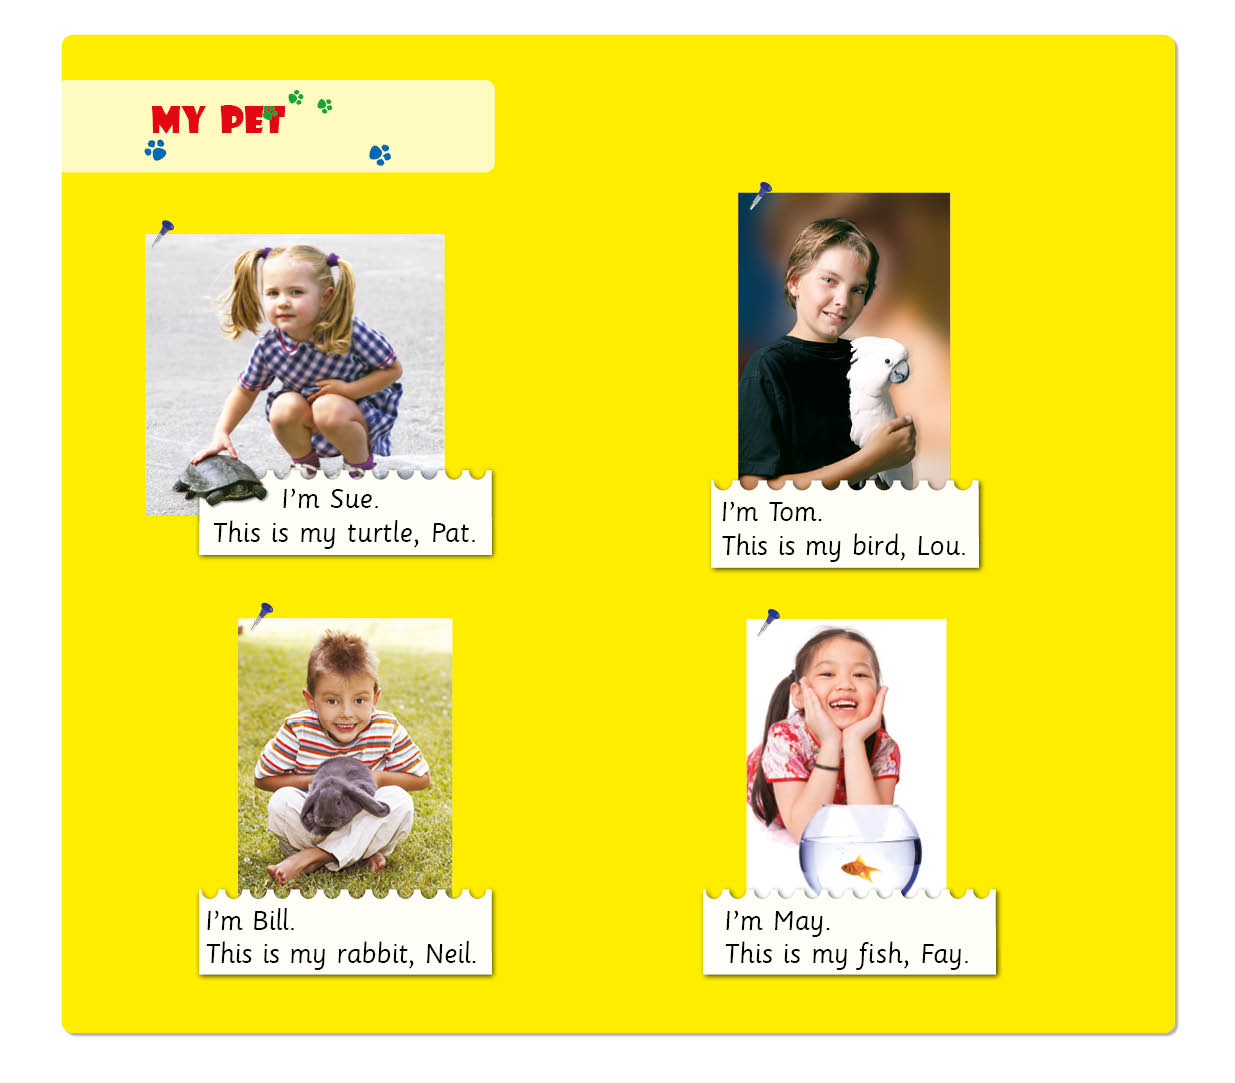 MY PET
I'm Sue.
This is my turtle, Pat.
I'm Tom.
This is my bird, Lou.
I'm Bill.
This is my rabbit, Neil.
I'm May.
This is my fish, Fay.